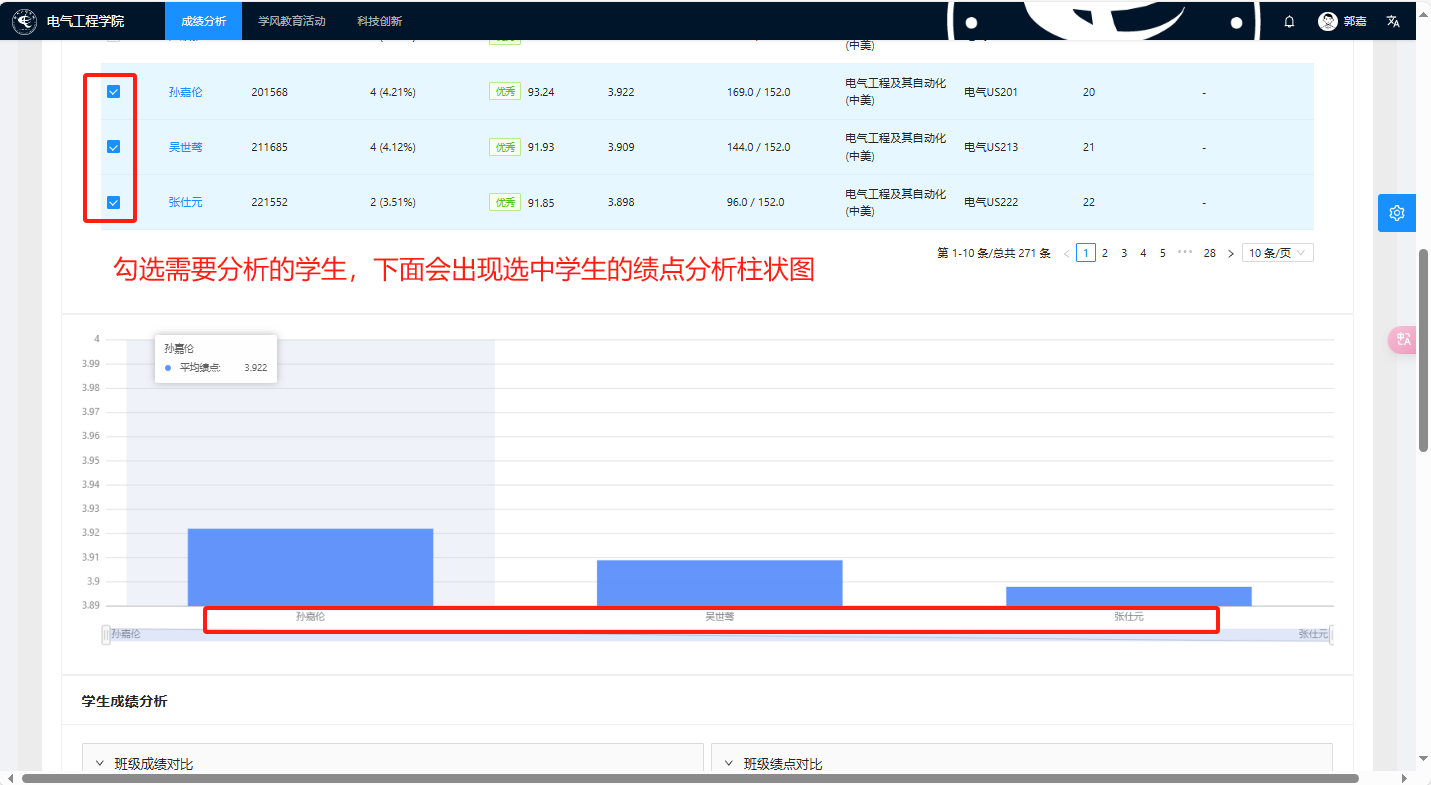 电气工程学院 成绩分析 学风教育活动 科技创新 郭嘉
(中美)
孙嘉伦 201568 4 (4.21%) 优秀 93.24 3.922 169.0 / 152.0 电气工程及其自动化(中美) 电气US201 20 -
吴世骜 211685 4 (4.12%) 优秀 91.93 3.909 144.0 / 152.0 电气工程及其自动化(中美) 电气US213 21 -
张仕元 221552 2 (3.51%) 优秀 91.85 3.898 96.0 / 152.0 电气工程及其自动化(中美) 电气US222 22 -
第 1-10 条/总共 271 条 < 1 2 3 4 5 ··· 28 > 10 条/页
勾选需要分析的学生，下面会出现选中学生的绩点分析柱状图
孙嘉伦
平均绩点: 3.922
4
3.99
3.98
3.97
3.96
3.95
3.94
3.93
3.92
3.91
3.9
3.89
孙嘉伦 吴世骜 张仕元
孙嘉伦 张仕元
学生成绩分析
班级成绩对比 班级绩点对比